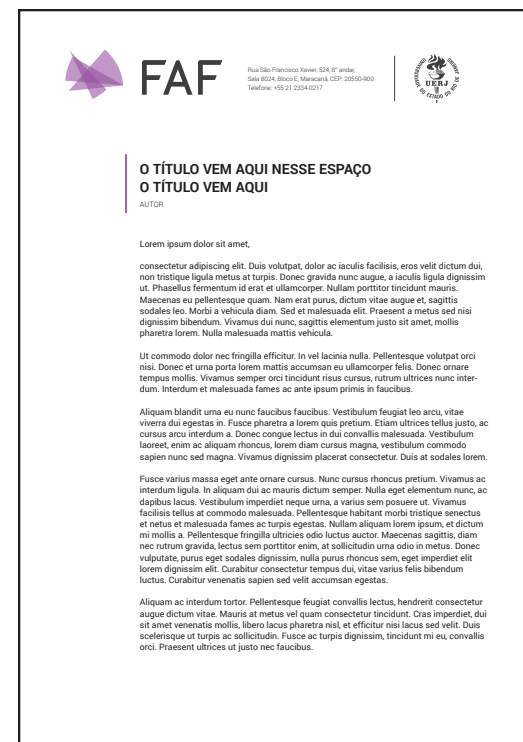 FAF
Rua São Francisco Xavier, 524, 8° andar,
Sala 8024, Bloco E, Maracanã, CEP: 20550-900
Telefone: +55 21 2334-0217
UNIVERSIDADE DO ESTADO DO RIO DE JANEIRO
UERJ
O TÍTULO VEM AQUI NESSE ESPAÇO
O TÍTULO VEM AQUI
AUTOR
Lorem ipsum dolor sit amet,
consectetur adipiscing elit. Duis volutpat, dolor ac iaculis facilisis, eros velit dictum dui,
non tristique ligula metus at turpis. Donec gravida nunc augue, a iaculis ligula dignissim
ut. Phasellus fermentum id erat et ullamcorper. Nullam porttitor tincidunt mauris.
Maecenas eu pellentesque quam. Nam erat purus, dictum vitae augue et, sagittis
sodales leo. Morbi a vehicula diam. Sed et malesuada elit. Praesent a metus sed nisi
dignissim bibendum. Vivamus dui nunc, sagittis elementum justo sit amet, mollis
pharetra lorem. Nulla malesuada mattis vehicula.
Ut commodo dolor nec fringilla efficitur. In vel lacinia nulla. Pellentesque volutpat orci
nisi. Donec et urna porta lorem mattis accumsan eu ullamcorper felis. Donec ornare
tempus mollis. Vivamus semper orci tincidunt risus cursus, rutrum ultrices nunc inter-
dum. Interdum et malesuada fames ac ante ipsum primis in faucibus.
Aliquam blandit urna eu nunc faucibus faucibus. Vestibulum feugiat leo arcu, vitae
viverra dui egestas in. Fusce pharetra a lorem quis pretium. Etiam ultrices tellus justo, ac
cursus arcu interdum a. Donec congue lectus in dui convallis malesuada. Vestibulum
laoreet, enim ac aliquam rhoncus, lorem diam cursus magna, vestibulum commodo
sapien nunc sed magna. Vivamus dignissim placerat consectetur. Duis at sodales lorem.
Fusce varius massa eget ante ornare cursus. Nunc cursus rhoncus pretium. Vivamus ac
interdum ligula. In aliquam dui ac mauris dictum semper. Nulla eget elementum nunc, ac
dapibus lacus. Vestibulum imperdiet neque urna, a varius sem posuere ut. Vivamus
facilisis tellus at commodo malesuada. Pellentesque habitant morbi tristique senectus
et netus et malesuada fames ac turpis egestas. Nullam aliquam lorem ipsum, et dictum
mi mollis a. Pellentesque fringilla ultricies odio luctus auctor. Maecenas sagittis, diam
nec rutrum gravida, lectus sem porttitor enim, at sollicitudin urna odio in metus. Donec
vulputate, purus eget sodales dignissim, nulla purus rhoncus sem, eget imperdiet elit
lorem dignissim elit. Curabitur consectetur tempus dui, vitae varius felis bibendum
luctus. Curabitur venenatis sapien sed velit accumsan egestas.
Aliquam ac interdum tortor. Pellentesque feugiat convallis lectus, hendrerit consectetur
augue dictum vitae. Mauris at metus vel quam consectetur tincidunt. Cras imperdiet, dui
sit amet venenatis mollis, libero lacus pharetra nisl, et efficitur nisi lacus sed velit. Duis
scelerisque ut turpis ac sollicitudin. Fusce ac turpis dignissim, tincidunt mi eu, convallis
orci. Praesent ultrices ut justo nec faucibus.